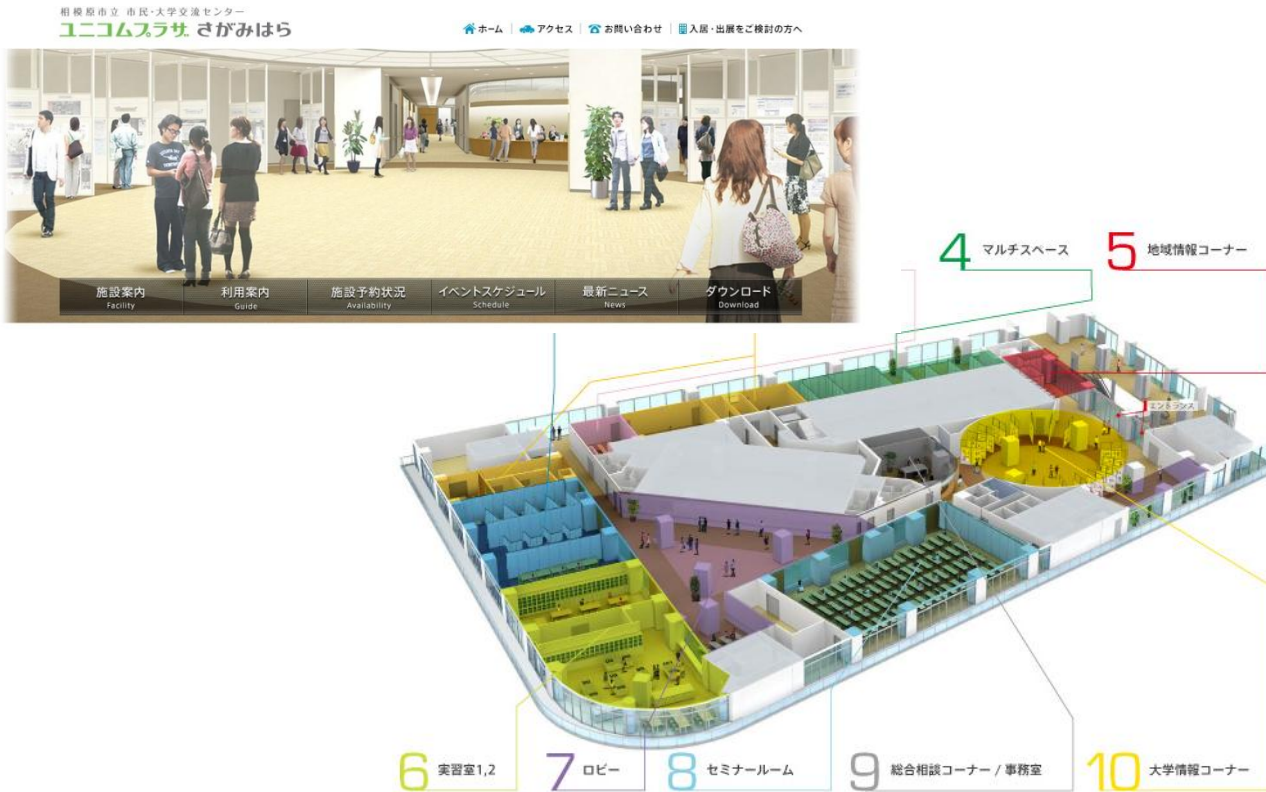 相模原市立 市民・大学交流センター
ユニコムプラザ さがみはら
ホーム
アクセス
お問い合わせ
入居・出展をご検討の方へ
施設案内
Facility
利用案内
Guide
施設予約状況
Availability
イベントスケジュール
Schedule
最新ニュース
News
ダウンロード
Download
4 マルチスペース
5 地域情報コーナー
エントランス
6 実習室1,2
7 ロビー
8 セミナールーム
9 総合相談コーナー / 事務室
10 大学情報コーナー